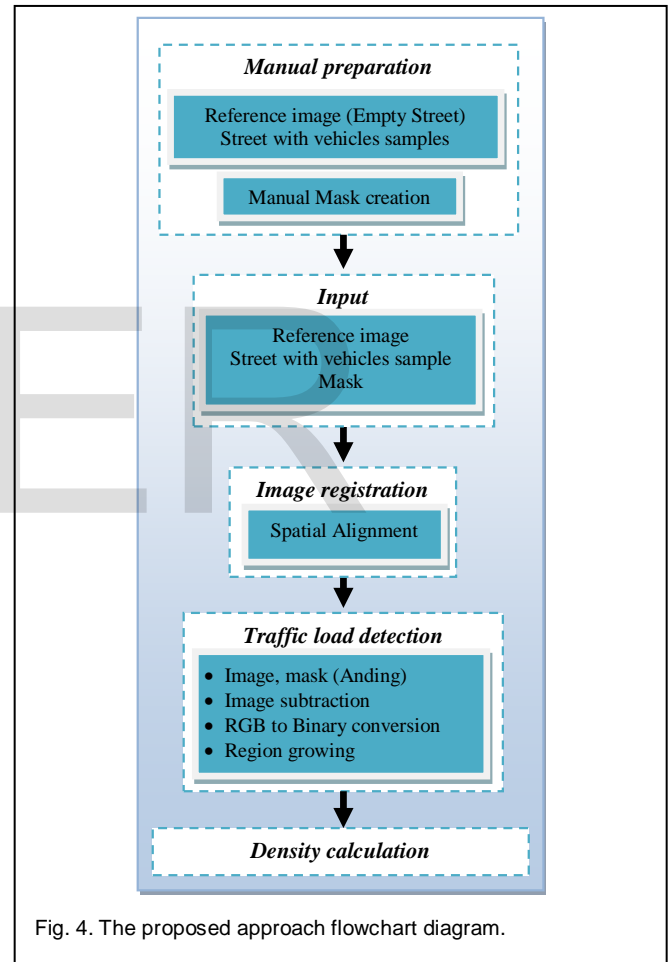 Manual preparation
Reference image (Empty Street)
Street with vehicles samples
Manual Mask creation
Input
Reference image
Street with vehicles sample
Mask
Image registration
Spatial Alignment
Traffic load detection
• Image, mask (Anding)
• Image subtraction
• RGB to Binary conversion
• Region growing
Density calculation
Fig. 4. The proposed approach flowchart diagram.
ER